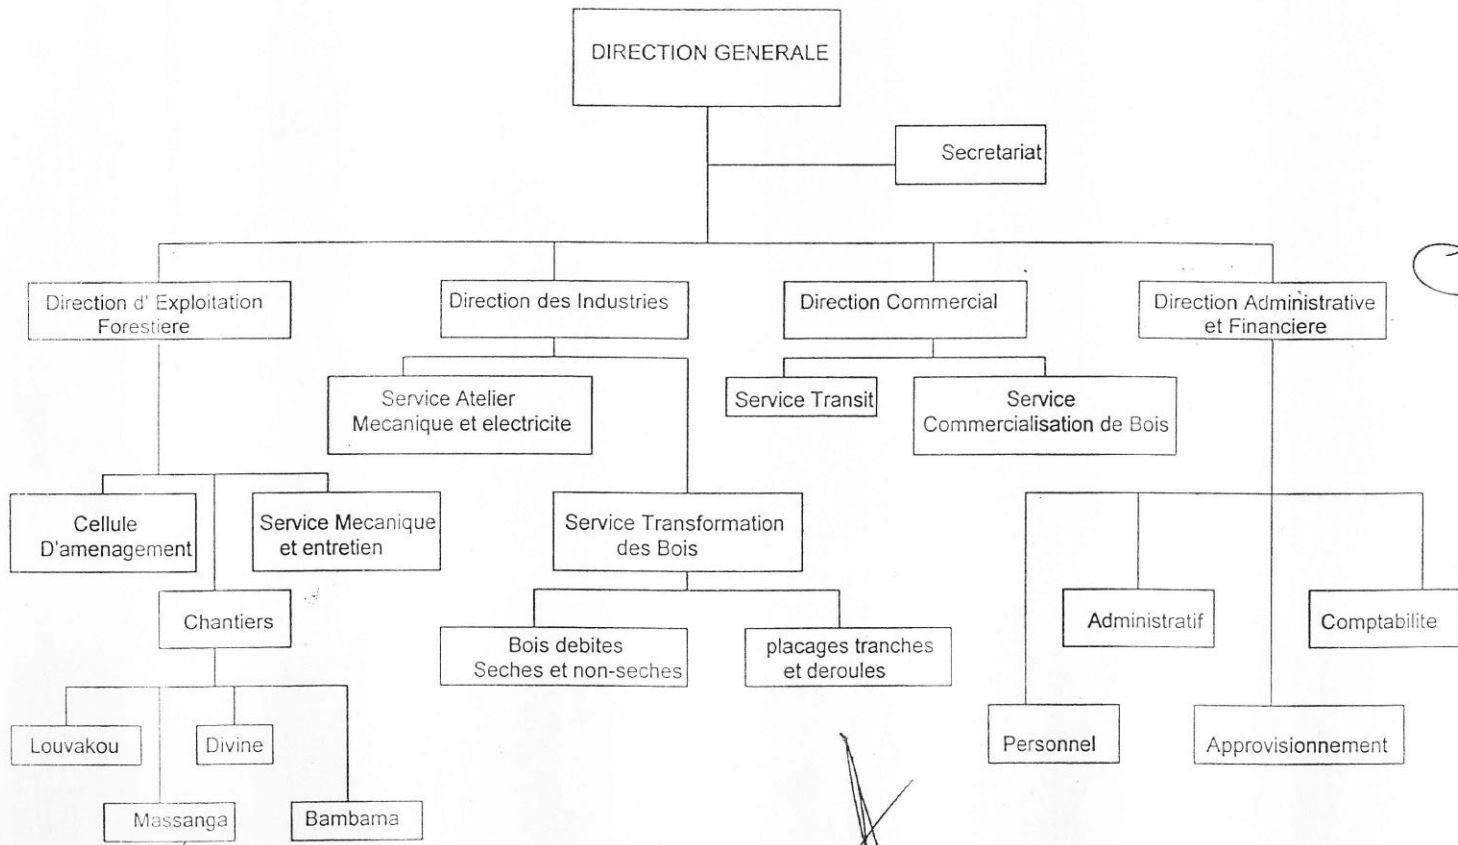 DIRECTION GENERALE
Secretariat
Direction d' Exploitation
Forestiere
Direction des Industries
Direction Commercial
Direction Administrative
et Financiere
Service Atelier
Mecanique et electricite
Service Transit
Service
Commercialisation de Bois
Cellule
D'amenagement
Service Mecanique
et entretien
Service Transformation
des Bois
Chantiers
Administratif
Comptabilite
Bois debites
Seches et non-seches
placages tranches
et deroules
Louvakou
Divine
Personnel
Approvisionnement
Massanga
Bambama